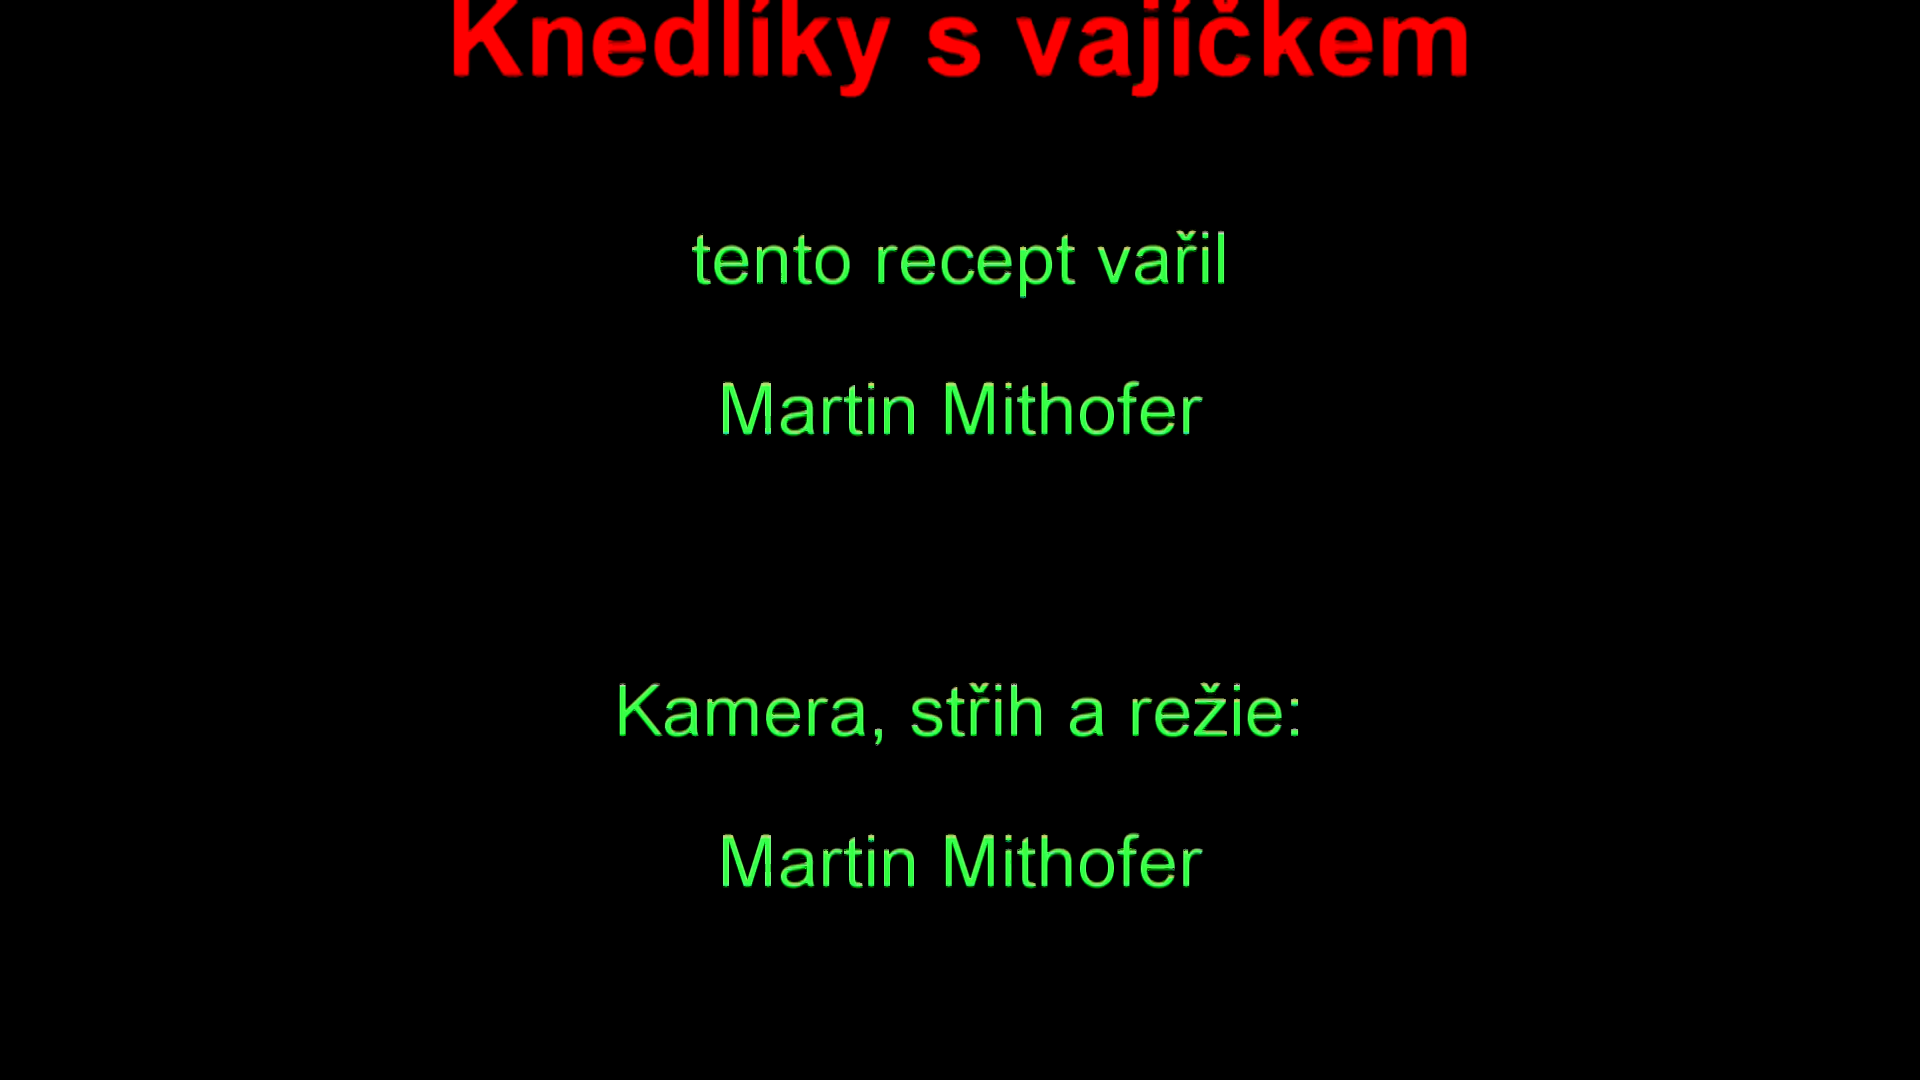 Knedlíky s vajíčkem
tento recept vařil
Martin Mithofer
Kamera, střih a režie:
Martin Mithofer